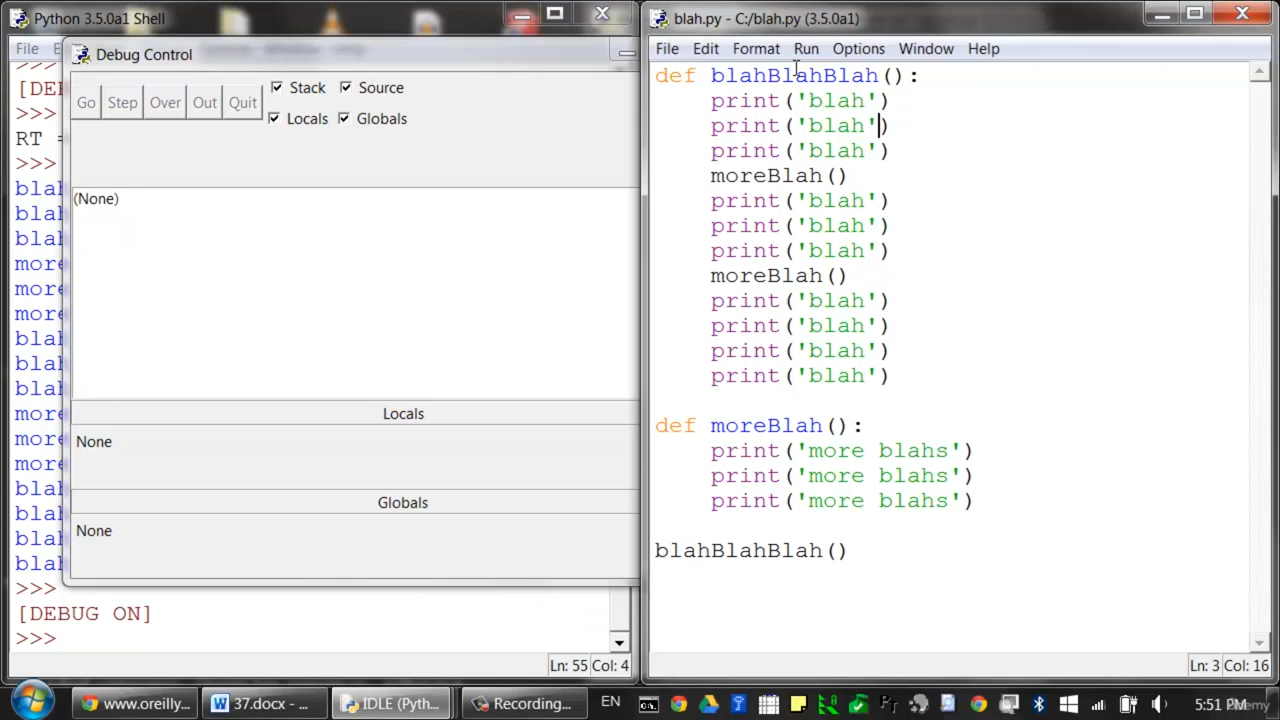 Python 3.5.0a1 Shell
File
>>>
[DE
>>>
RT =
>>>
blah
blah
blah
more
more
more
blah
blah
blah
more
more
more
blah
blah
blah
blah
>>>
[DEBUG ON]
>>>
Ln: 55 Col: 4
Debug Control
Go Step Over Out Quit
Stack Source
Locals Globals
(None)
Locals
None
Globals
None
blah.py - C:/blah.py (3.5.0a1)
File Edit Format Run Options Window Help
def blahBlahBlah():
print('blah')
print('blah')
print('blah')
moreBlah()
print('blah')
print('blah')
print('blah')
moreBlah()
print('blah')
print('blah')
print('blah')
print('blah')
def moreBlah():
print('more blahs')
print('more blahs')
print('more blahs')
blahBlahBlah()
Ln: 3 Col: 16
www.oreilly... 37.docx - ... IDLE (Pyth... Recording... EN 5:51 PM